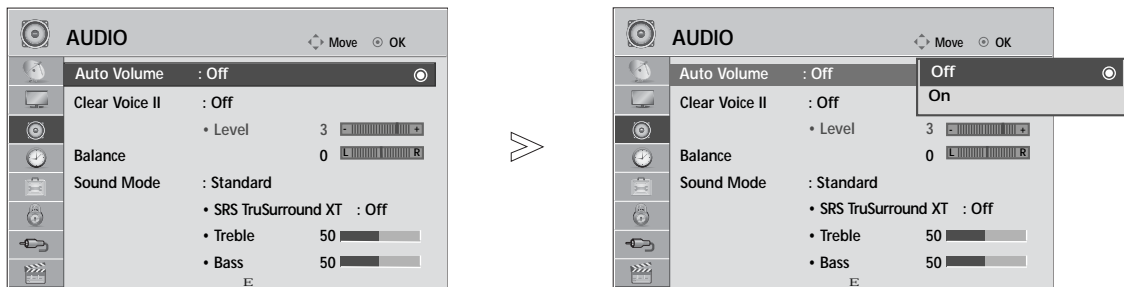 AUDIO
Move OK
Auto Volume : Off
Clear Voice II : Off
• Level 3 - +
Balance 0 L R
Sound Mode : Standard
• SRS TruSurround XT : Off
• Treble 50
• Bass 50
E
AUDIO
Move OK
Auto Volume : Off
Off
On
Clear Voice II : Off
• Level 3 - +
Balance 0 L R
Sound Mode : Standard
• SRS TruSurround XT : Off
• Treble 50
• Bass 50
E